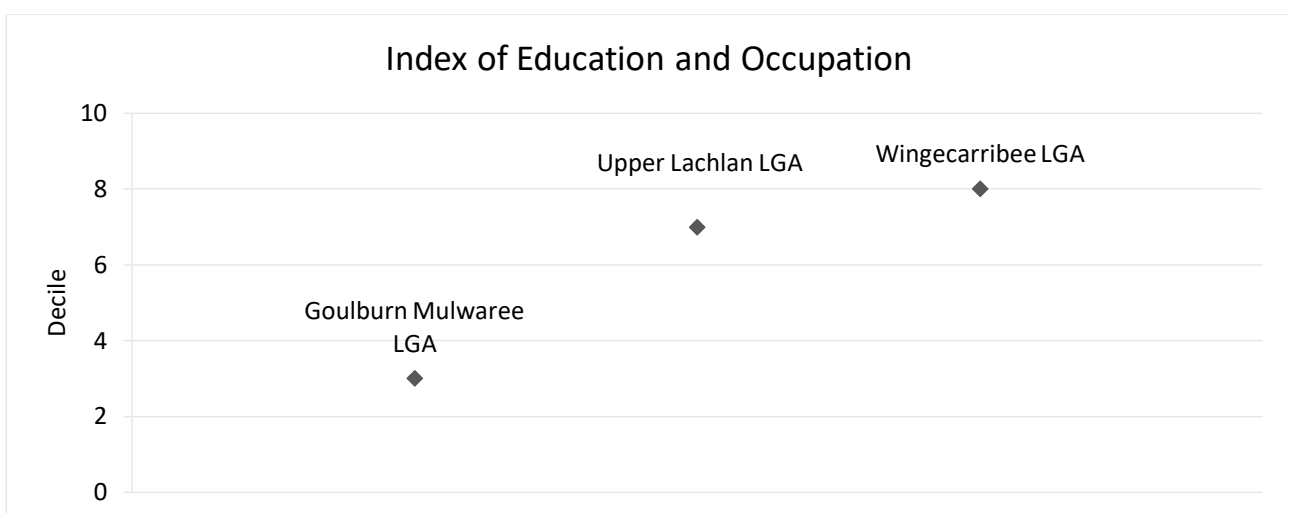 Index of Education and Occupation
10
Wingecarribee LGA
Upper Lachlan LGA
8
6
Decile
Goulburn Mulwaree
LGA
4
2
0